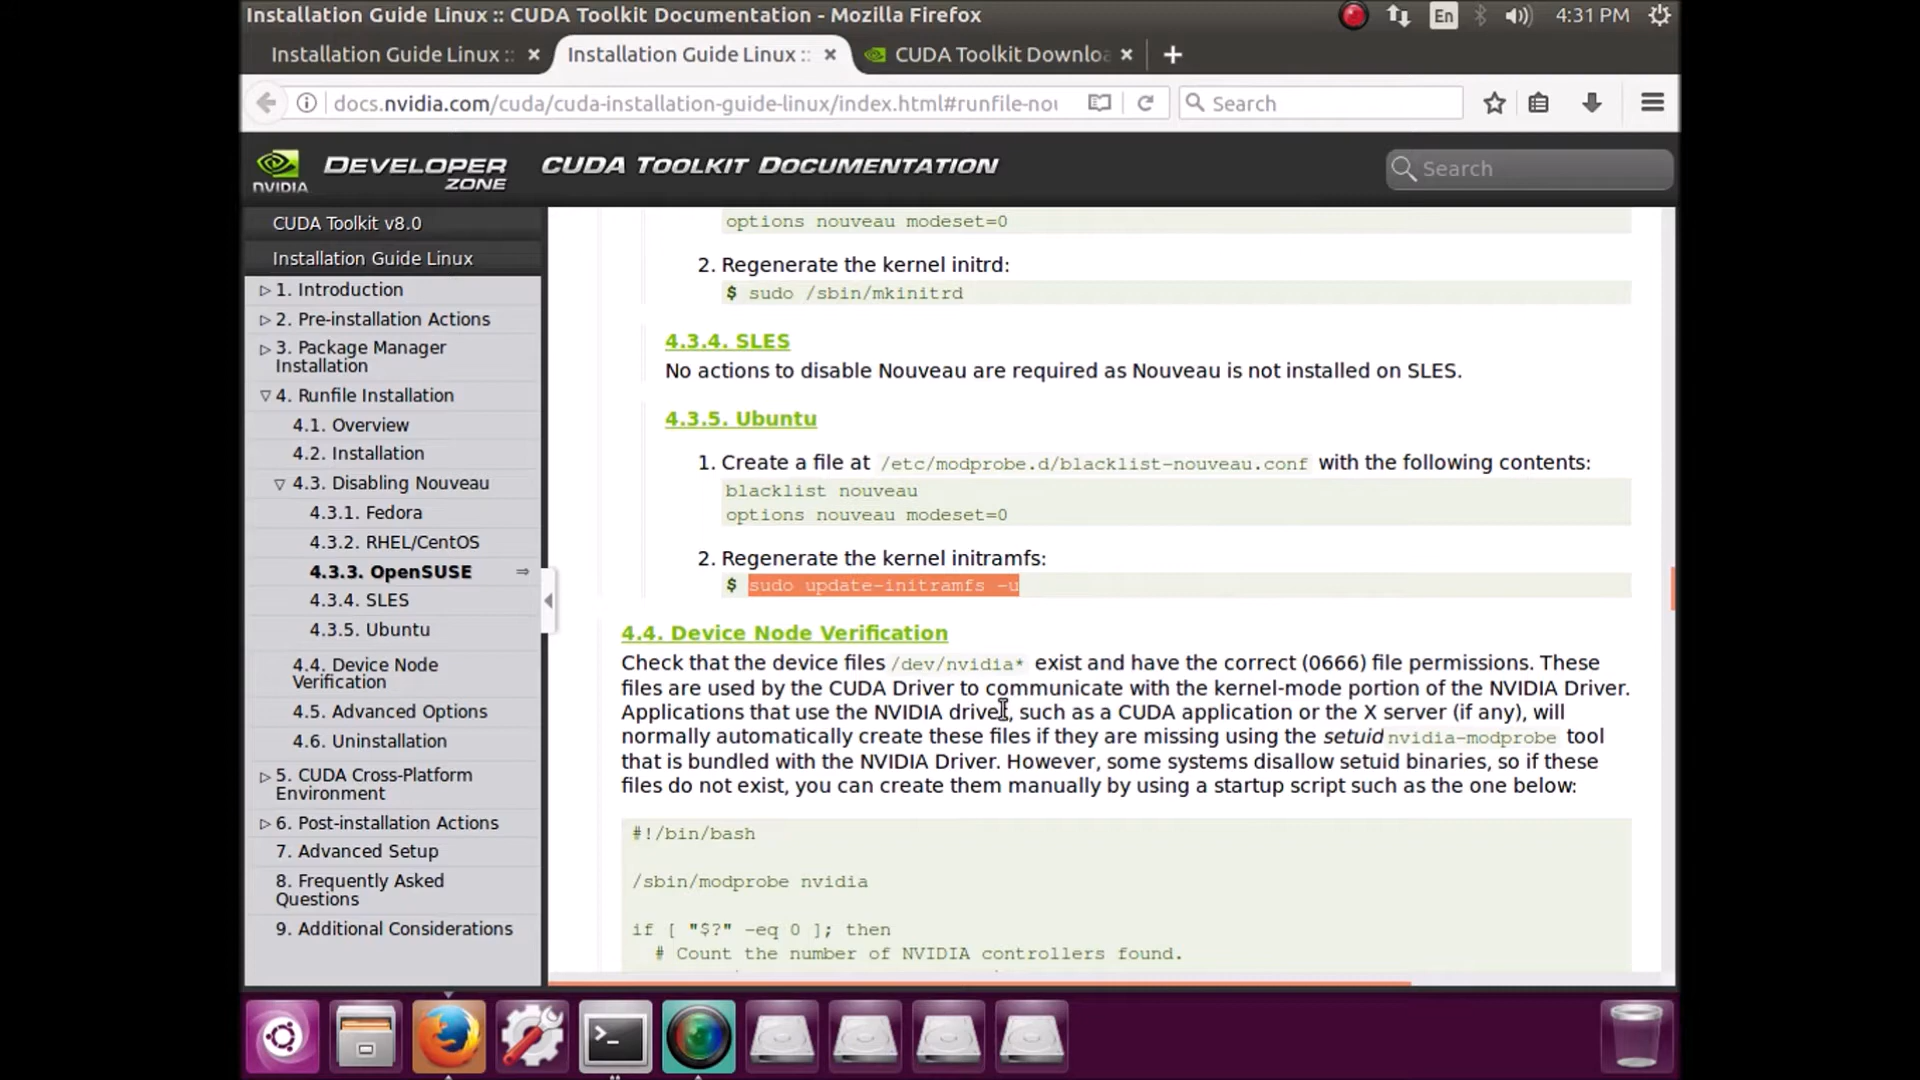 Installation Guide Linux :: CUDA Toolkit Documentation - Mozilla Firefox
En
4:31 PM
Installation Guide Linux ::
Installation Guide Linux ::
CUDA Toolkit Downlo
docs.nvidia.com/cuda/cuda-installation-guide-linux/index.html#runfile-nou
Search
NVIDIA
DEVELOPER
ZONE
CUDA TOOLKIT DOCUMENTATION
Search
CUDA Toolkit v8.0
Installation Guide Linux
1. Introduction
2. Pre-installation Actions
3. Package Manager
Installation
4. Runfile Installation
4.1. Overview
4.2. Installation
4.3. Disabling Nouveau
4.3.1. Fedora
4.3.2. RHEL/CentOS
4.3.3. OpenSUSE
4.3.4. SLES
4.3.5. Ubuntu
4.4. Device Node
Verification
4.5. Advanced Options
4.6. Uninstallation
5. CUDA Cross-Platform
Environment
6. Post-installation Actions
7. Advanced Setup
8. Frequently Asked
Questions
9. Additional Considerations
options nouveau modeset=0
2. Regenerate the kernel initrd:
$ sudo /sbin/mkinitrd
4.3.4. SLES
No actions to disable Nouveau are required as Nouveau is not installed on SLES.
4.3.5. Ubuntu
1. Create a file at /etc/modprobe.d/blacklist-nouveau.conf with the following contents:
blacklist nouveau
options nouveau modeset=0
2. Regenerate the kernel initramfs:
$ sudo update-initramfs -u
4.4. Device Node Verification
Check that the device files /dev/nvidia* exist and have the correct (0666) file permissions. These
files are used by the CUDA Driver to communicate with the kernel-mode portion of the NVIDIA Driver.
Applications that use the NVIDIA driver, such as a CUDA application or the X server (if any), will
normally automatically create these files if they are missing using the setuid nvidia-modprobe tool
that is bundled with the NVIDIA Driver. However, some systems disallow setuid binaries, so if these
files do not exist, you can create them manually by using a startup script such as the one below:
#!/bin/bash
/sbin/modprobe nvidia
if [ "$?" -eq 0 ]; then
# Count the number of NVIDIA controllers found.